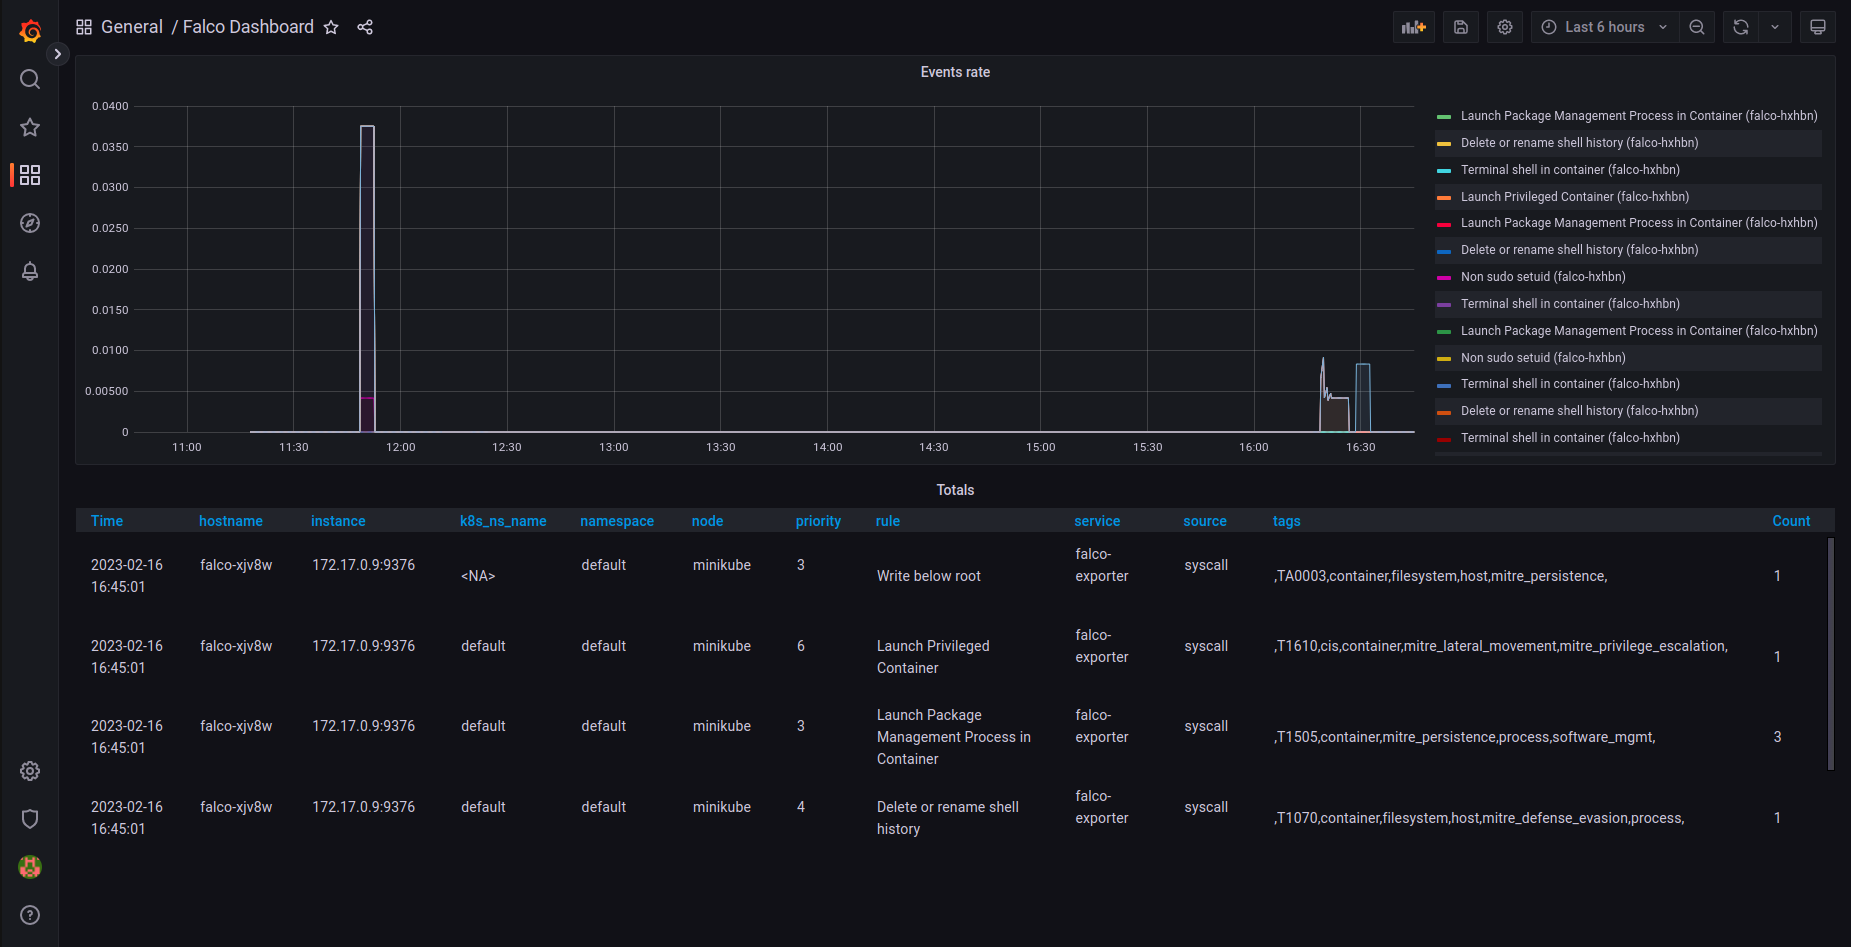 General / Falco Dashboard
Last 6 hours
Events rate
0.0400
0.0350
0.0300
0.0250
0.0200
0.0150
0.0100
0.00500
0
11:00 11:30 12:00 12:30 13:00 13:30 14:00 14:30 15:00 15:30 16:00 16:30
Launch Package Management Process in Container (falco-hxhbn)
Delete or rename shell history (falco-hxhbn)
Terminal shell in container (falco-hxhbn)
Launch Privileged Container (falco-hxhbn)
Launch Package Management Process in Container (falco-hxhbn)
Delete or rename shell history (falco-hxhbn)
Non sudo setuid (falco-hxhbn)
Terminal shell in container (falco-hxhbn)
Launch Package Management Process in Container (falco-hxhbn)
Non sudo setuid (falco-hxhbn)
Terminal shell in container (falco-hxhbn)
Delete or rename shell history (falco-hxhbn)
Terminal shell in container (falco-hxhbn)
Totals
Time hostname instance k8s_ns_name namespace node priority rule service source tags Count
2023-02-16
16:45:01
falco-xjv8w
172.17.0.9:9376
<NA>
default
minikube
3
Write below root
falco-
exporter
syscall
,TA0003,container,filesystem,host,mitre_persistence,
1
2023-02-16
16:45:01
falco-xjv8w
172.17.0.9:9376
default
default
minikube
6
Launch Privileged
Container
falco-
exporter
syscall
,T1610,cis,container,mitre_lateral_movement,mitre_privilege_escalation,
1
2023-02-16
16:45:01
falco-xjv8w
172.17.0.9:9376
default
default
minikube
3
Launch Package
Management Process in
Container
falco-
exporter
syscall
,T1505,container,mitre_persistence,process,software_mgmt,
3
2023-02-16
16:45:01
falco-xjv8w
172.17.0.9:9376
default
default
minikube
4
Delete or rename shell
history
falco-
exporter
syscall
,T1070,container,filesystem,host,mitre_defense_evasion,process,
1